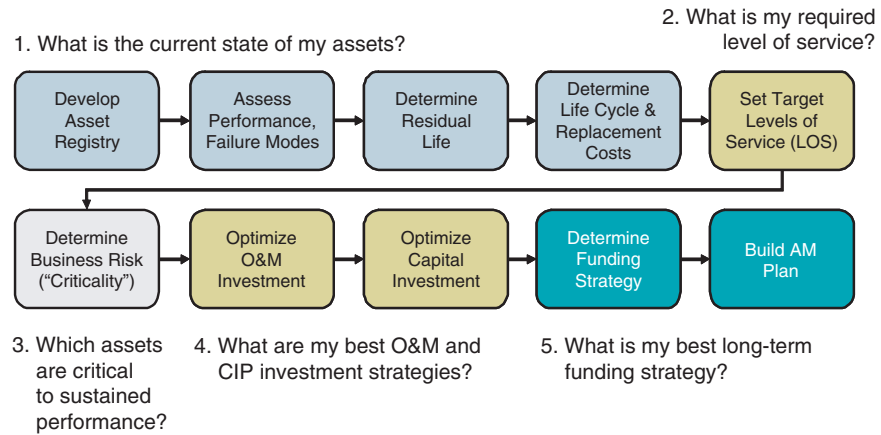 1. What is the current state of my assets?
2. What is my required
level of service?
Develop
Asset
Registry
Assess
Performance,
Failure Modes
Determine
Residual
Life
Determine
Life Cycle &
Replacement
Costs
Set Target
Levels of
Service (LOS)
Determine
Business Risk
(“Criticality”)
Optimize
O&M
Investment
Optimize
Capital
Investment
Determine
Funding
Strategy
Build AM
Plan
3. Which assets
are critical
to sustained
performance?
4. What are my best O&M and
CIP investment strategies?
5. What is my best long-term
funding strategy?